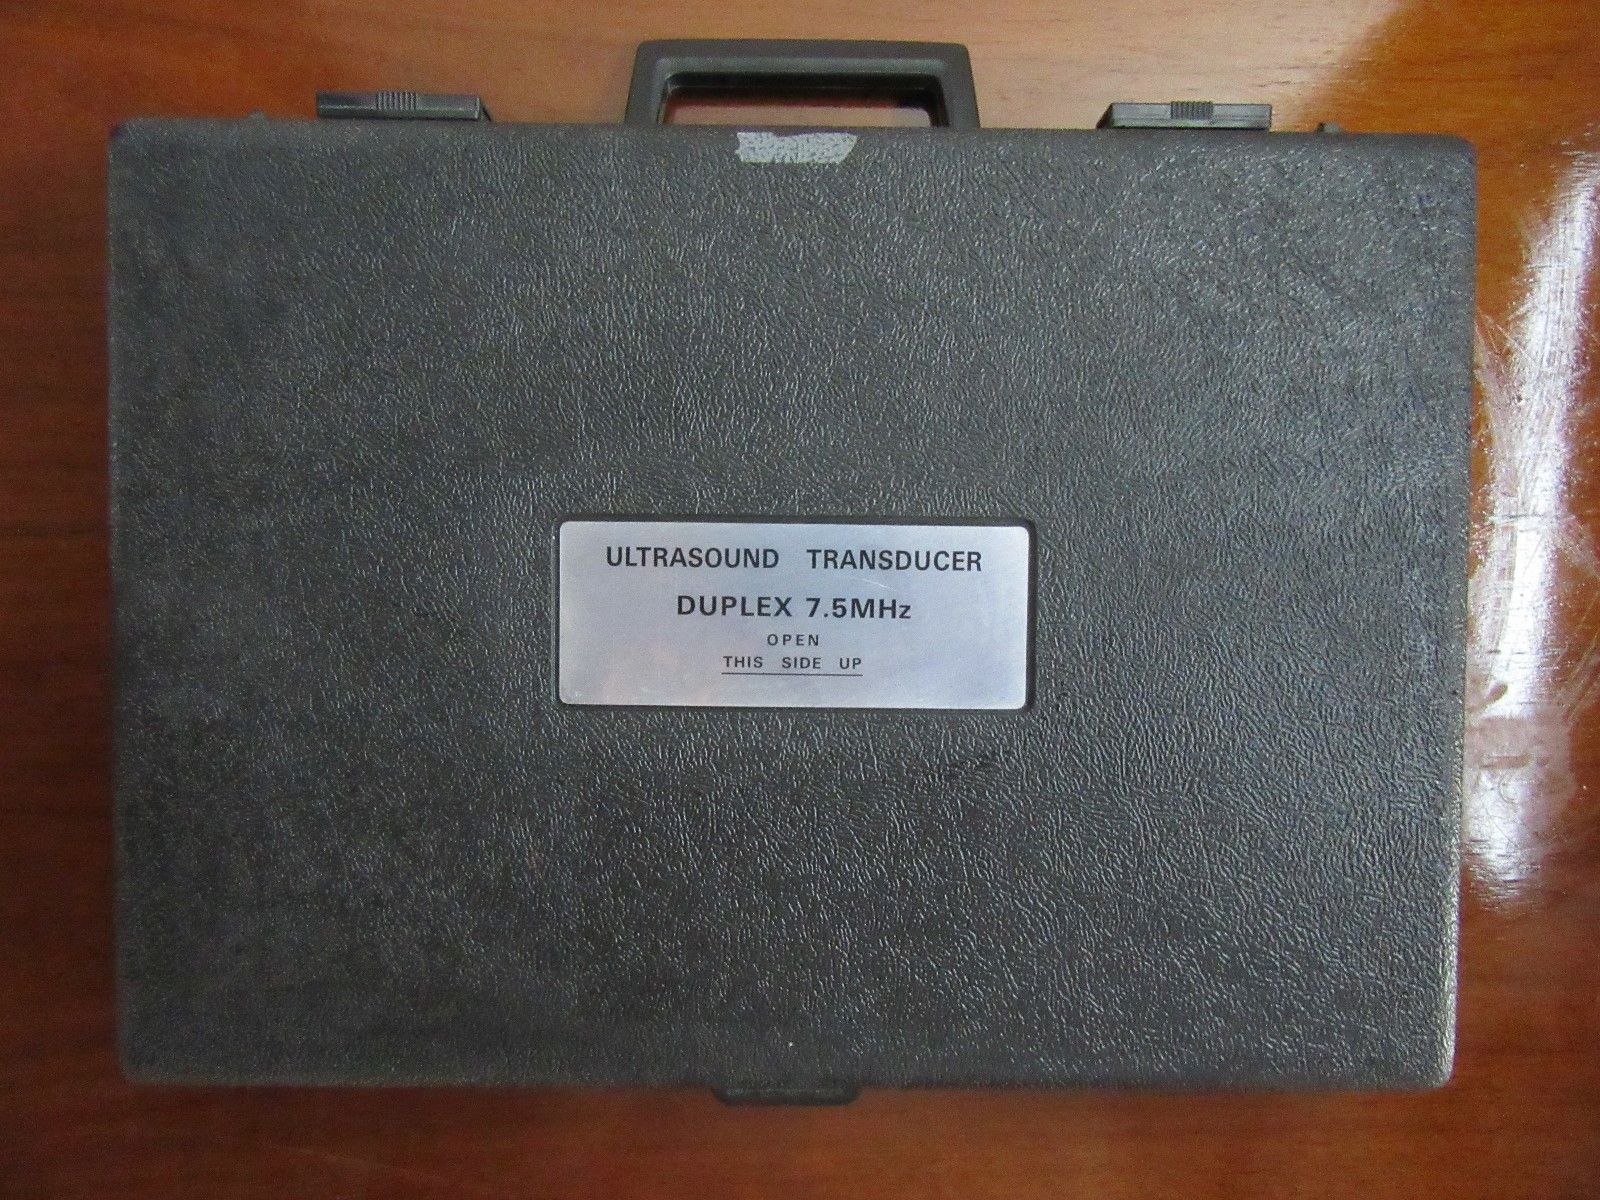 ULTRASOUND TRANSDUCER
DUPLEX 7.5MHz
OPEN
THIS SIDE UP